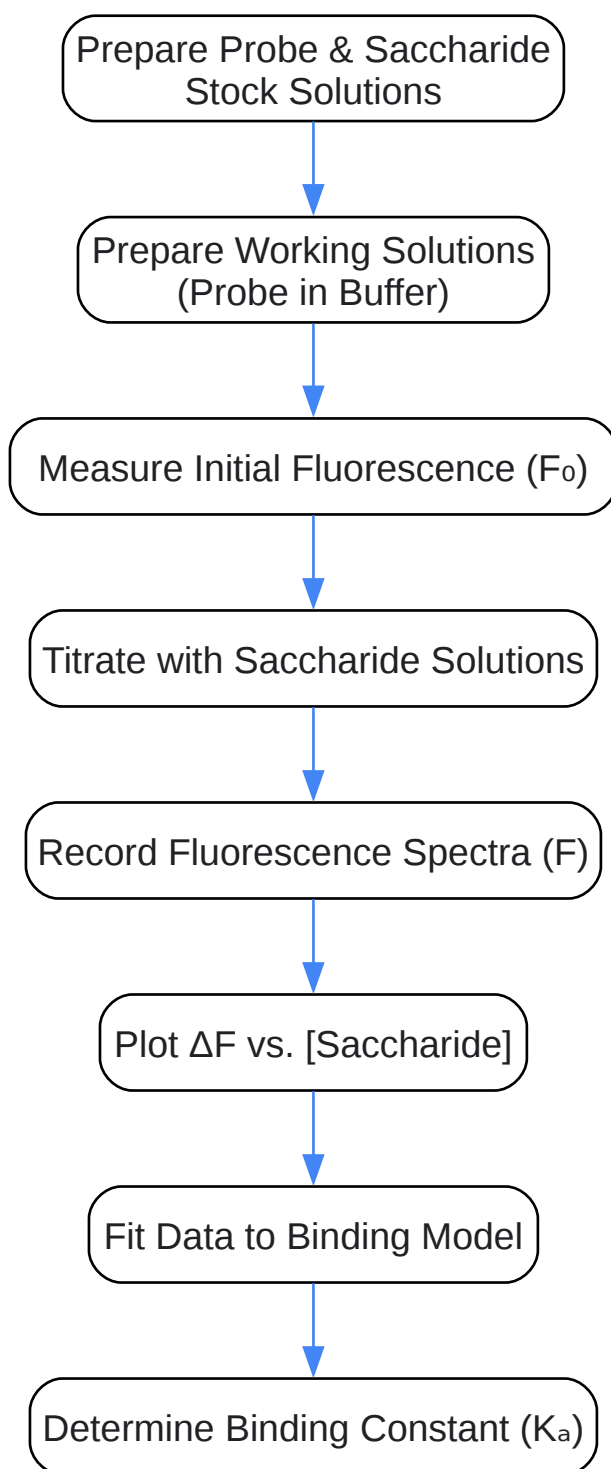 Prepare Probe & Saccharide
Stock Solutions
Prepare Working Solutions
(Probe in Buffer)
Measure Initial Fluorescence (F₀)
Titrate with Saccharide Solutions
Record Fluorescence Spectra (F)
Plot ΔF vs. [Saccharide]
Fit Data to Binding Model
Determine Binding Constant (Kₐ)